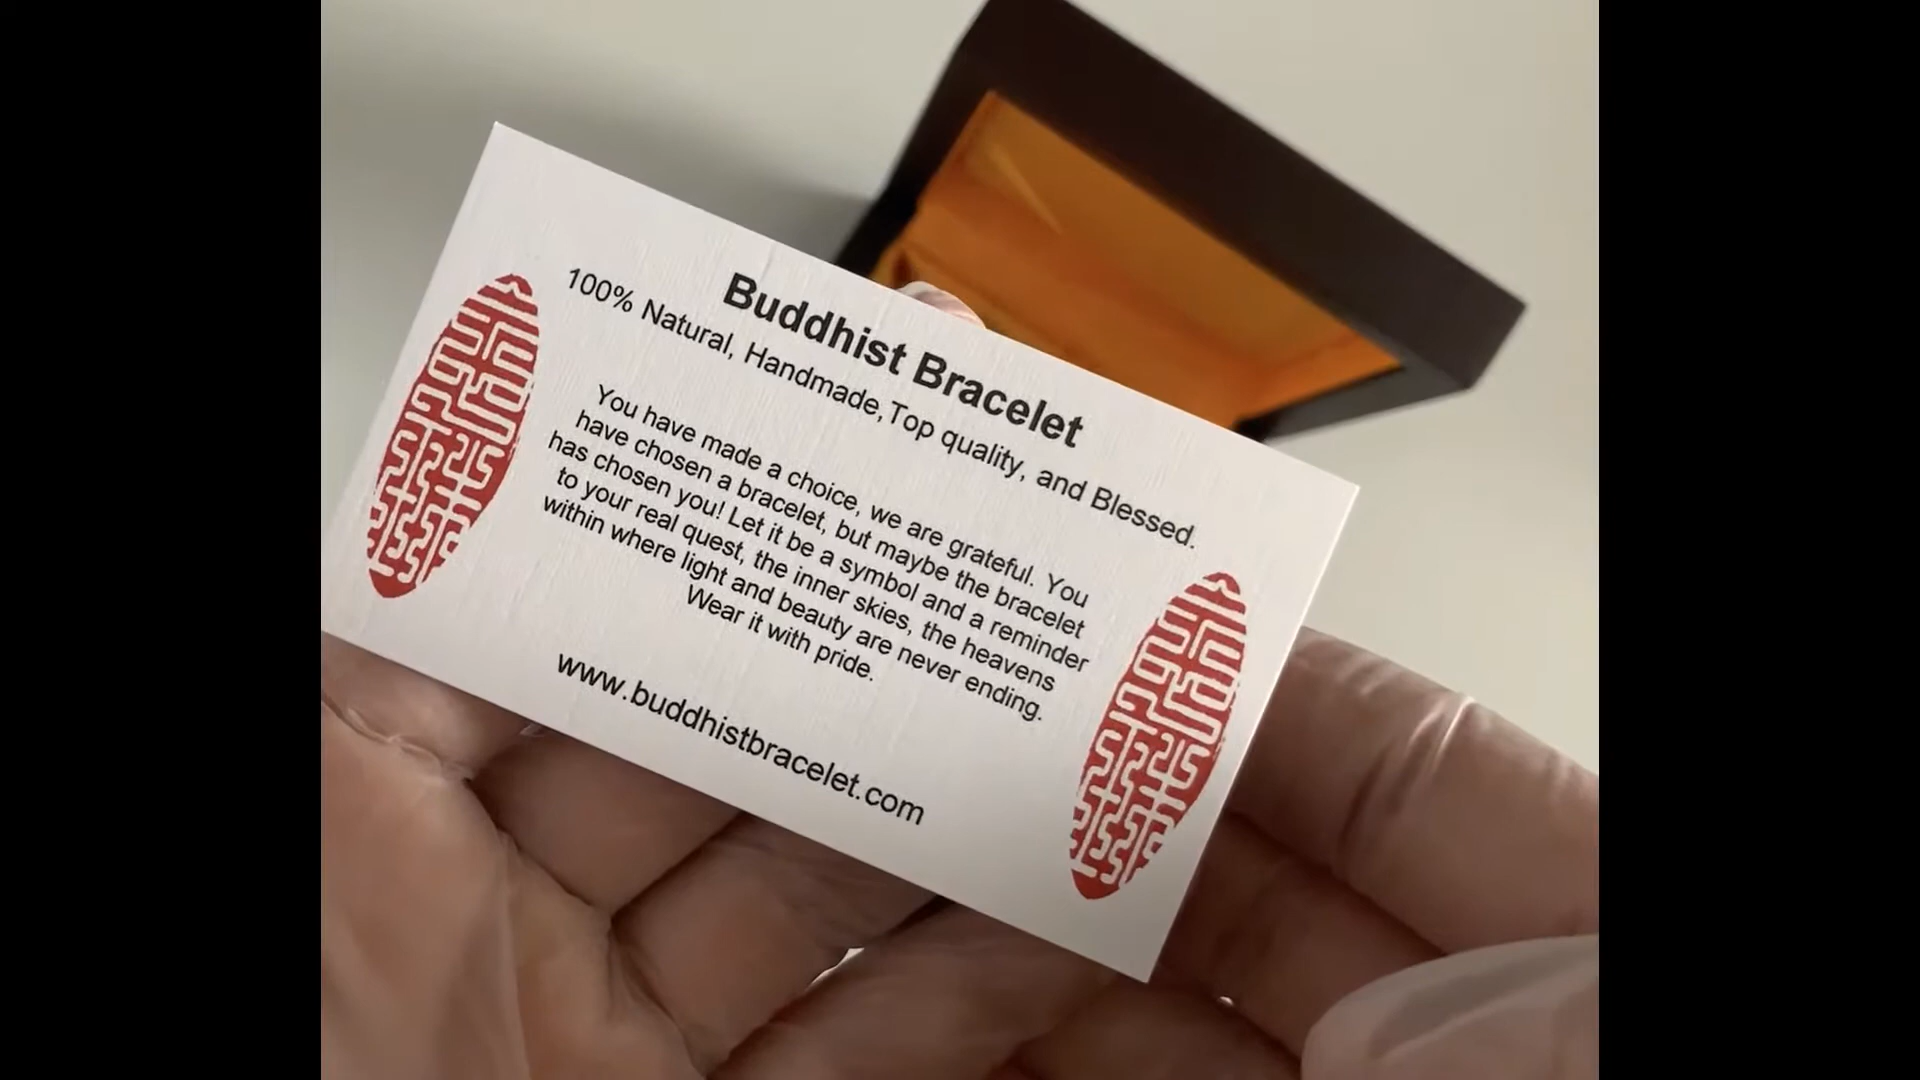 Buddhist Bracelet
100% Natural, Handmade,Top quality, and Blessed.
You have made a choice, we are grateful. You
have chosen a bracelet, but maybe the bracelet
has chosen you! Let it be a symbol and a reminder
to your real quest, the inner skies, the heavens
within where light and beauty are never ending.
Wear it with pride.
www.buddhistbracelet.com